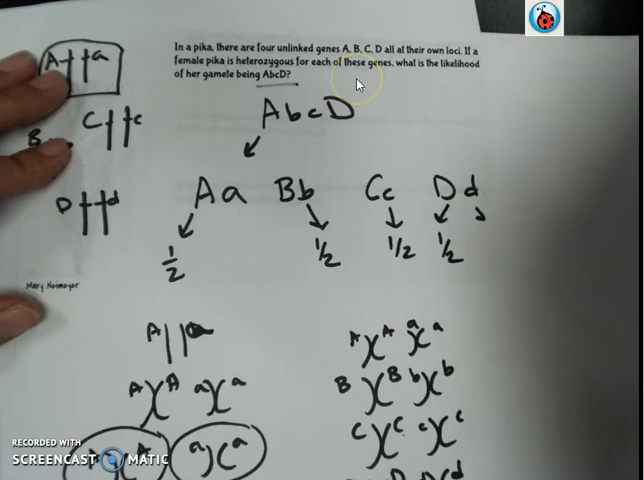 In a pika, there are four unlinked genes A, B, C, D all at their own loci. If a
female pika is heterozygous for each of these genes, what is the likelihood
of her gamete being AbcD?
A a
C c
B
D d
AbcD
Aa Bb Cc Dd
1/2 1/2 1/2 1/2
A a
A A a a
A A a a
B B b b
C C c c
A a a
D d
RECORDED WITH
SCREENCAST MATIC